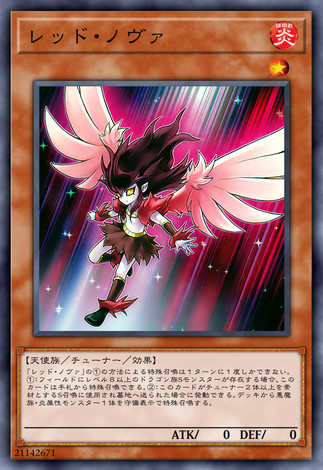 レッド・ノヴァ
炎
【天使族／チューナー／効果】
「レッド・ノヴァ」の①の方法による特殊召喚は１ターンに１度しかできない。
①：フィールドにレベル８以上のドラゴン族Ｓモンスターが存在する場合、このカードは手札から特殊召喚できる。②：このカードがチューナー２体以上を素材とするＳ召喚に使用され墓地へ送られた場合に発動できる。デッキから悪魔族・炎属性モンスター１体を守備表示で特殊召喚する。
ATK/ 0 DEF/ 0
21142671